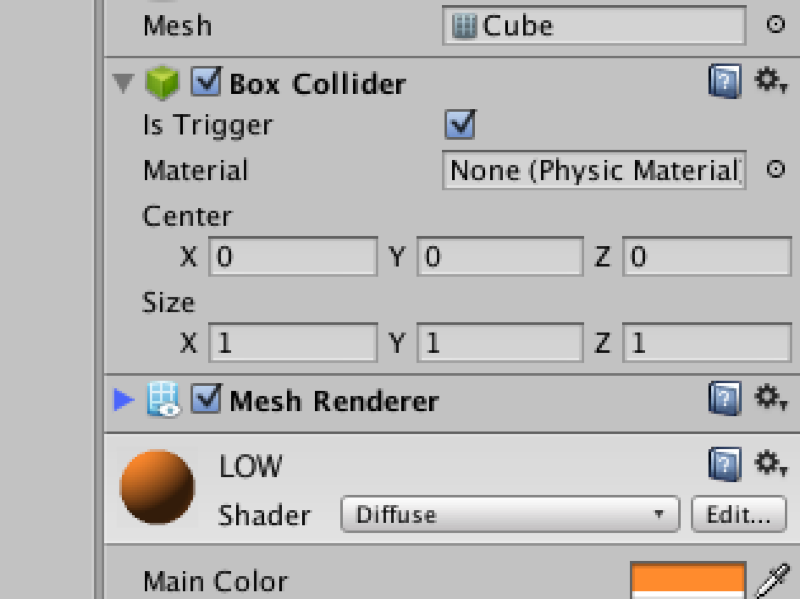 Mesh Cube
Box Collider
Is Trigger
Material None (Physic Material
Center
X 0 Y 0 Z 0
Size
X 1 Y 1 Z 1
Mesh Renderer
LOW
Shader Diffuse Edit...
Main Color